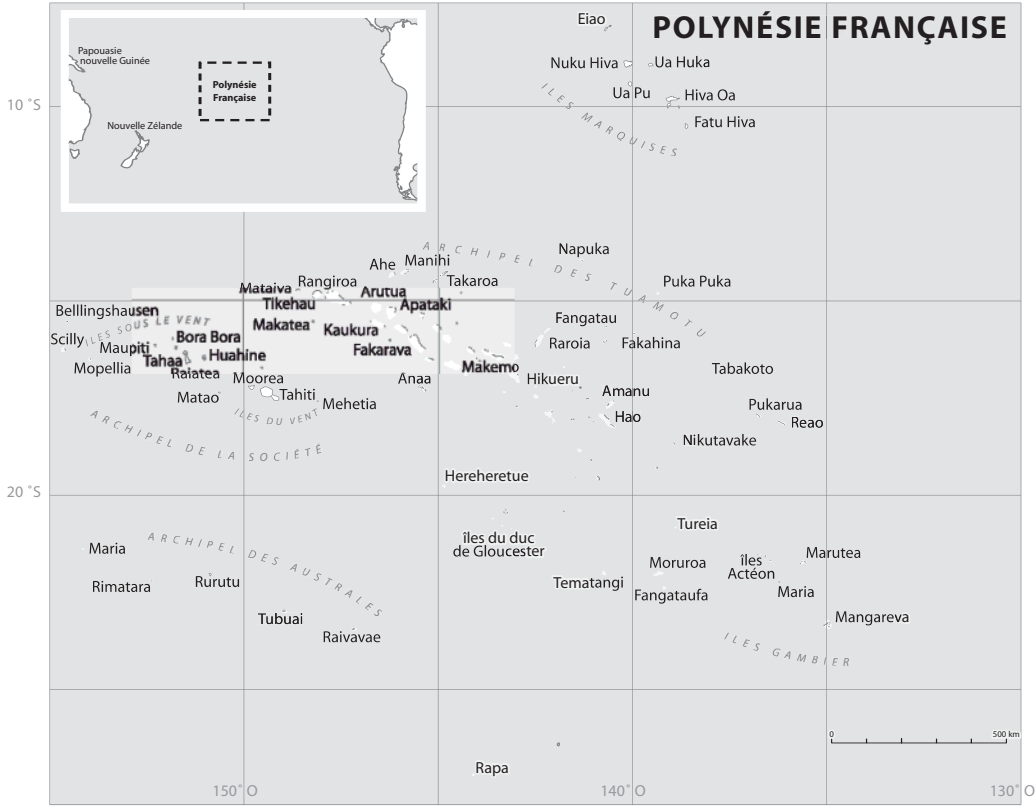 POLYNÉSIE FRANÇAISE
Papouasie
nouvelle Guinée
Polynésie
Française
Nouvelle Zélande
Eiao
Nuku Hiva
Ua Huka
Ua Pu
Hiva Oa
Fatu Hiva
ILES MARQUISES
10°S
ARCHIPEL DES TUAMOTU
Napuka
Ahe
Manihi
Rangiroa
Takaroa
Puka Puka
Mataiva
Arutua
Tikehau
Apataki
Belllingshausen
ILES SOUS LE VENT
Makatea
Kaukura
Fangatau
Scilly
Bora Bora
Raroia
Fakahina
Maupiti
Huahine
Fakarava
Tahaa
Mopellia
Raiatea
Moorea
Anaa
Makemo
Hikueru
Tabakoto
Matao
Tahiti
Mehetia
Amanu
Pukarua
ILES DU VENT
Hao
Reao
ARCHIPEL DE LA SOCIÉTÉ
Nikutavake
Hereheretue
20°S
Tureia
îles du duc
de Gloucester
ARCHIPEL DES AUSTRALES
Maria
Marutea
Moruroa
îles
Actéon
Rimatara
Rurutu
Tematangi
Fangataufa
Maria
Tubuai
Mangareva
Raivavae
ILES GAMBIER
0
500 km
Rapa
150°O
140°O
130°O